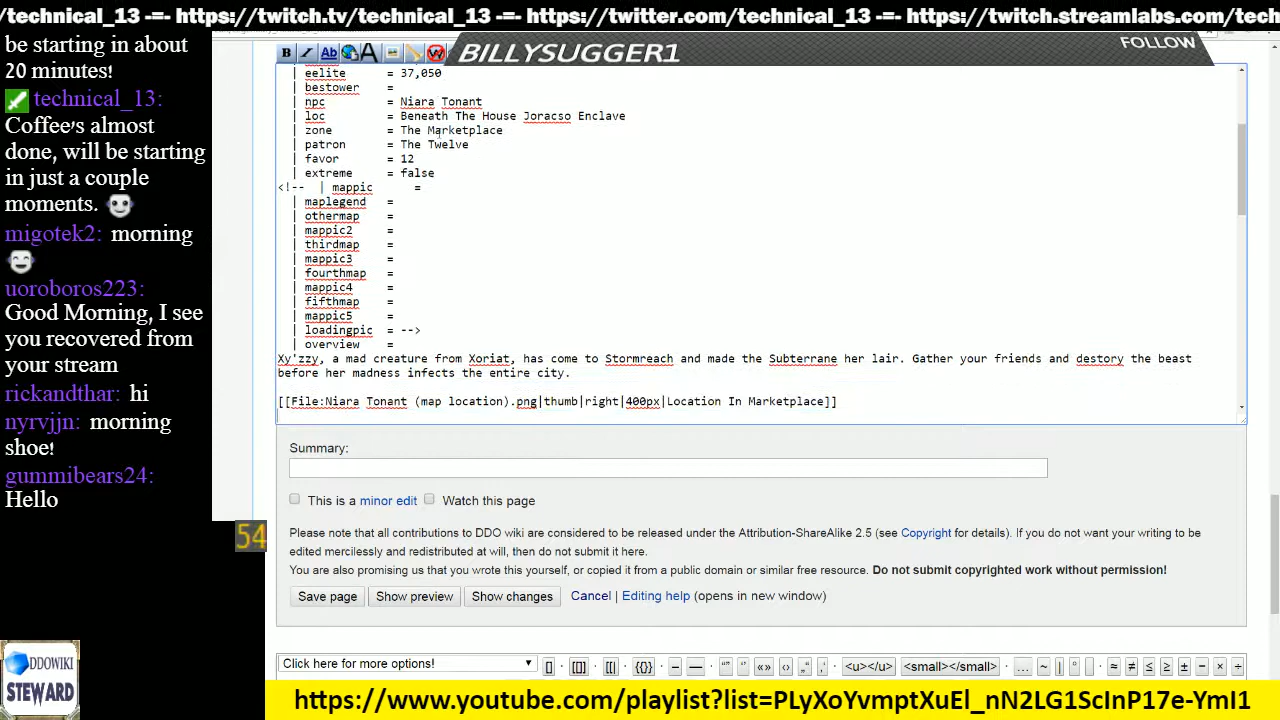 /technical_13 -=- https://twitch.tv/technical_13 -=- https://twitter.com/technical_13 -=- https://twitch.streamlabs.com/tech
BILLYSUGGER1
FOLLOW
be starting in about
20 minutes!
technical_13:
Coffee's almost
done, will be starting
in just a couple
moments.
migotek2: morning
uoroboros223:
Good Morning, I see
you recovered from
your stream
rickandthar: hi
nyrvjjn: morning
shoe!
gummibears24:
Hello
54
DDOWIKI
STEWARD
B I Ab A W
| eelite = 37,050
| bestower =
| npc = Niara Tonant
| loc = Beneath The House Joracso Enclave
| zone = The Marketplace
| patron = The Twelve
| favor = 12
| extreme = false
<!-- | mappic =
| maplegend =
| othermap =
| mappic2 =
| thirdmap =
| mappic3 =
| fourthmap =
| mappic4 =
| fifthmap =
| mappic5 =
| loadingpic = -->
| overview =
Xy'zzy, a mad creature from Xoriat, has come to Stormreach and made the Subterrane her lair. Gather your friends and destory the beast
before her madness infects the entire city.
[[File:Niara Tonant (map location).png|thumb|right|400px|Location In Marketplace]]
Summary:
This is a minor edit Watch this page
Please note that all contributions to DDO wiki are considered to be released under the Attribution-ShareAlike 2.5 (see Copyright for details). If you do not want your writing to be
edited mercilessly and redistributed at will, then do not submit it here.
You are also promising us that you wrote this yourself, or copied it from a public domain or similar free resource. Do not submit copyrighted work without permission!
Save page Show preview Show changes Cancel | Editing help (opens in new window)
Click here for more options! [] · [[]] · [[| · {{}} · – · — · “” · ‘’ · «» · ‹› · „“ · ‚‘ · <u></u> · <small></small> · … · ~ · | · ° · · ≈ · ≠ · ≤ · ≥ · ± · − · × · ÷
https://www.youtube.com/playlist?list=PLyXoYvmptXuEl_nN2LG1ScInP17e-YmI1